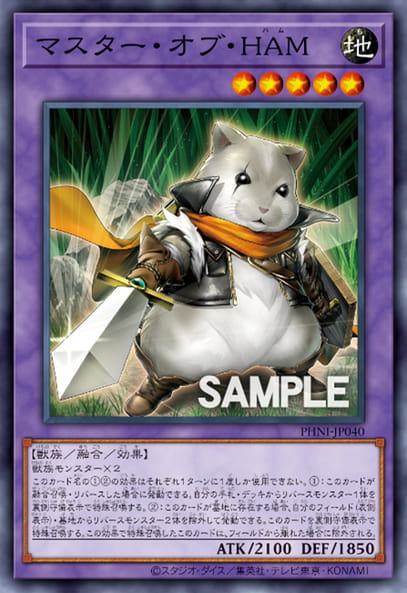 マスター・オブ・HAM
ハム
地
SAMPLE
PHNI-JP040
【獣族／融合／効果】
獣族モンスター×2
このカード名の①②の効果はそれぞれ1ターンに1度しか使用できない。①：このカードが
融合召喚・リバースした場合に発動できる。自分の手札・デッキからリバースモンスター1体を
裏側守備表示で特殊召喚する。②：このカードが墓地に存在する場合、自分のフィールド（表側
表示）・墓地からリバースモンスター2体を除外して発動できる。このカードを裏側守備表示で
特殊召喚する。この効果で特殊召喚したこのカードは、フィールドから離れた場合に除外される。
ATK/2100 DEF/1850
©スタジオ・ダイス／集英社・テレビ東京・KONAMI